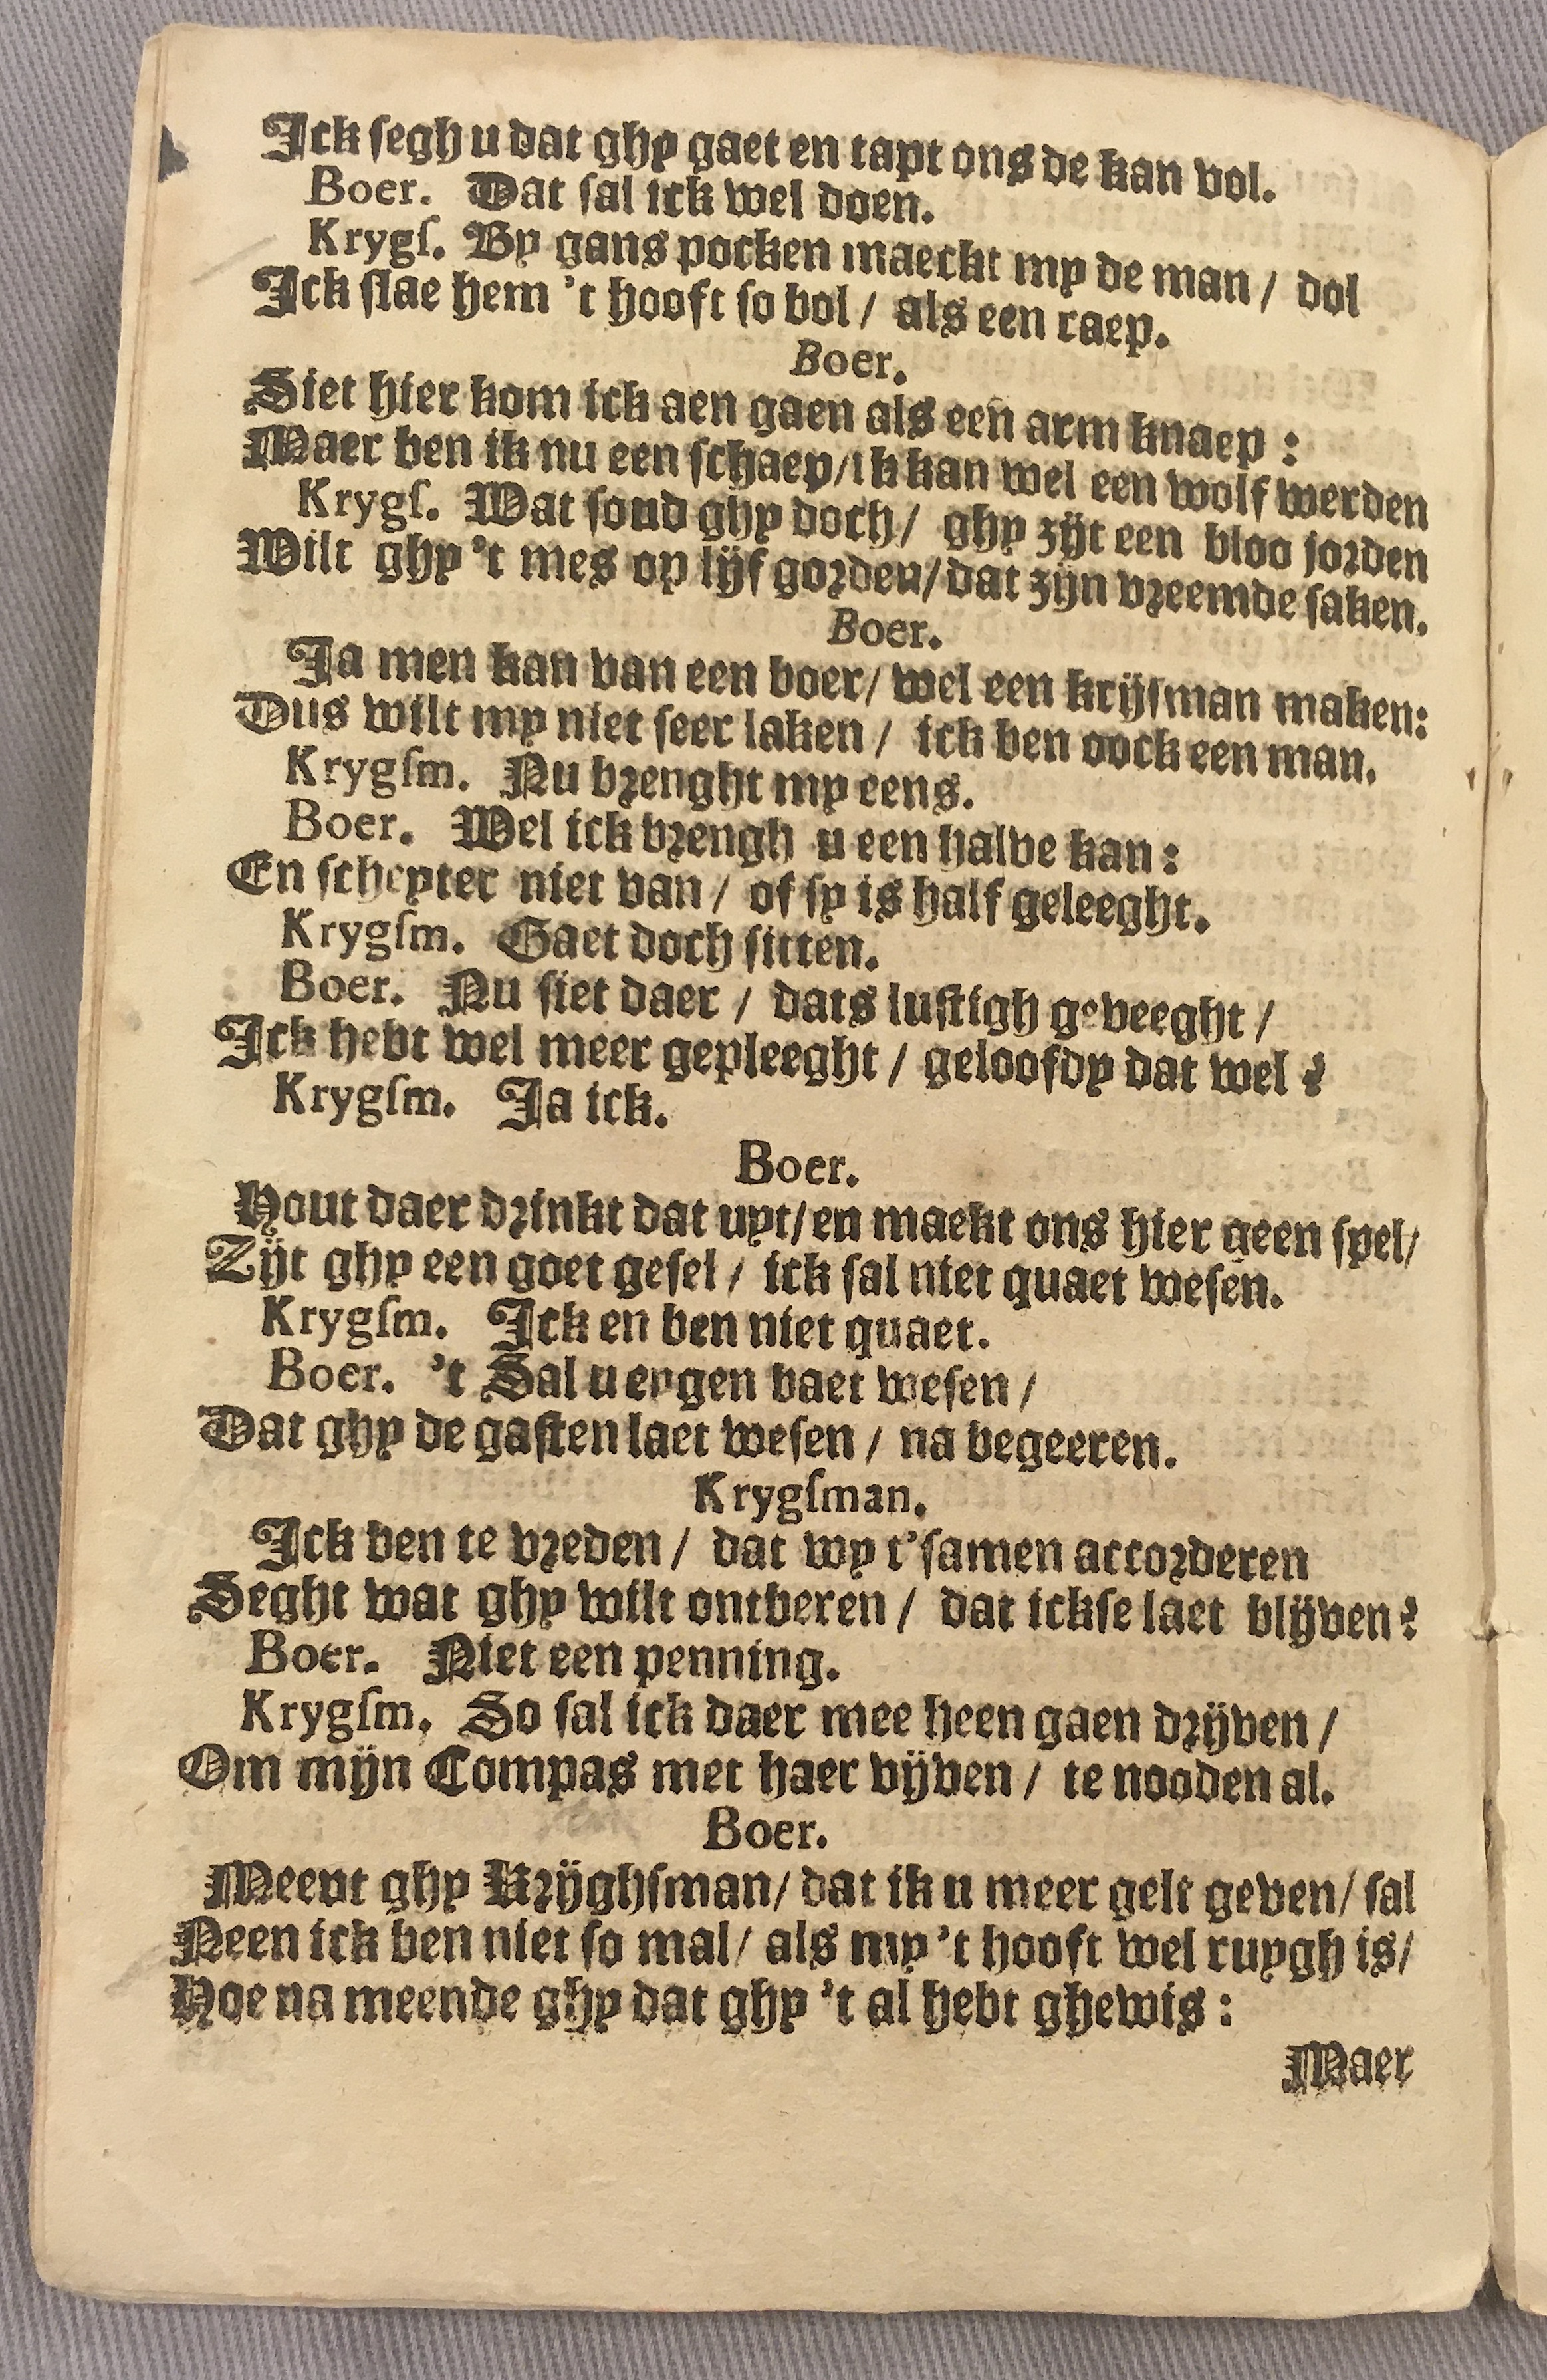 Ick segh u dat ghy gaet en tapt ons de kan vol.
Boer. Dat sal ick wel doen.
Krygſ. By gans pocken maeckt my de man / dol
Ick slae hem 't hooft so bol / als een raep.
Boer.
Siet hier kom ick aen gaen als een arm knaep :
Maer ben ik nu een schaep/ik kan wel een wolf werden
Krygſ. Wat soud ghy doch / ghy zijt een bloo jorden
Wilt ghy 't mes op lijf gorden/dat zijn vreemde saken.
Boer.
Ja men kan van een boer/ wel een krijsman maken:
Dus wilt my niet seer laken / ick ben oock een man.
Krygſm. Nu brenght my eens.
Boer. Wel ick brengh u een halve kan :
En scheyter niet van / of sy is half geleeght.
Krygſm. Gaet doch sitten.
Boer. Nu siet daer / dats lustigh geveeght /
Ick hebt wel meer gepleeght / geloofdy dat wel ?
Krygſm. Ja ick.
Boer.
Hout daer drinkt dat uyt/en maekt ons hier geen spel/
Zijt ghy een goet gesel / ick sal niet quaet wesen.
Krygſm. Ick en ben niet quaet.
Boer. 't Sal u eygen baet wesen /
Dat ghy de gasten laet wesen / na begeeren.
Krygſman.
Ick ben te vreden / dat wy t'samen accorderen
Seght wat ghy wilt ontberen / dat ickse laet blijven?
Boer. Niet een penning.
Krygſm. So sal ick daer mee heen gaen drijven /
Om mijn Compas met haer vijven / te nooden al.
Boer.
Meent ghy Krijghsman/ dat ik u meer gelt geven/ sal
Neen ick ben niet so mal/ als my 't hooft wel ruygh is/
Hoe na meende ghy dat ghy 't al hebt ghewis :
Maer